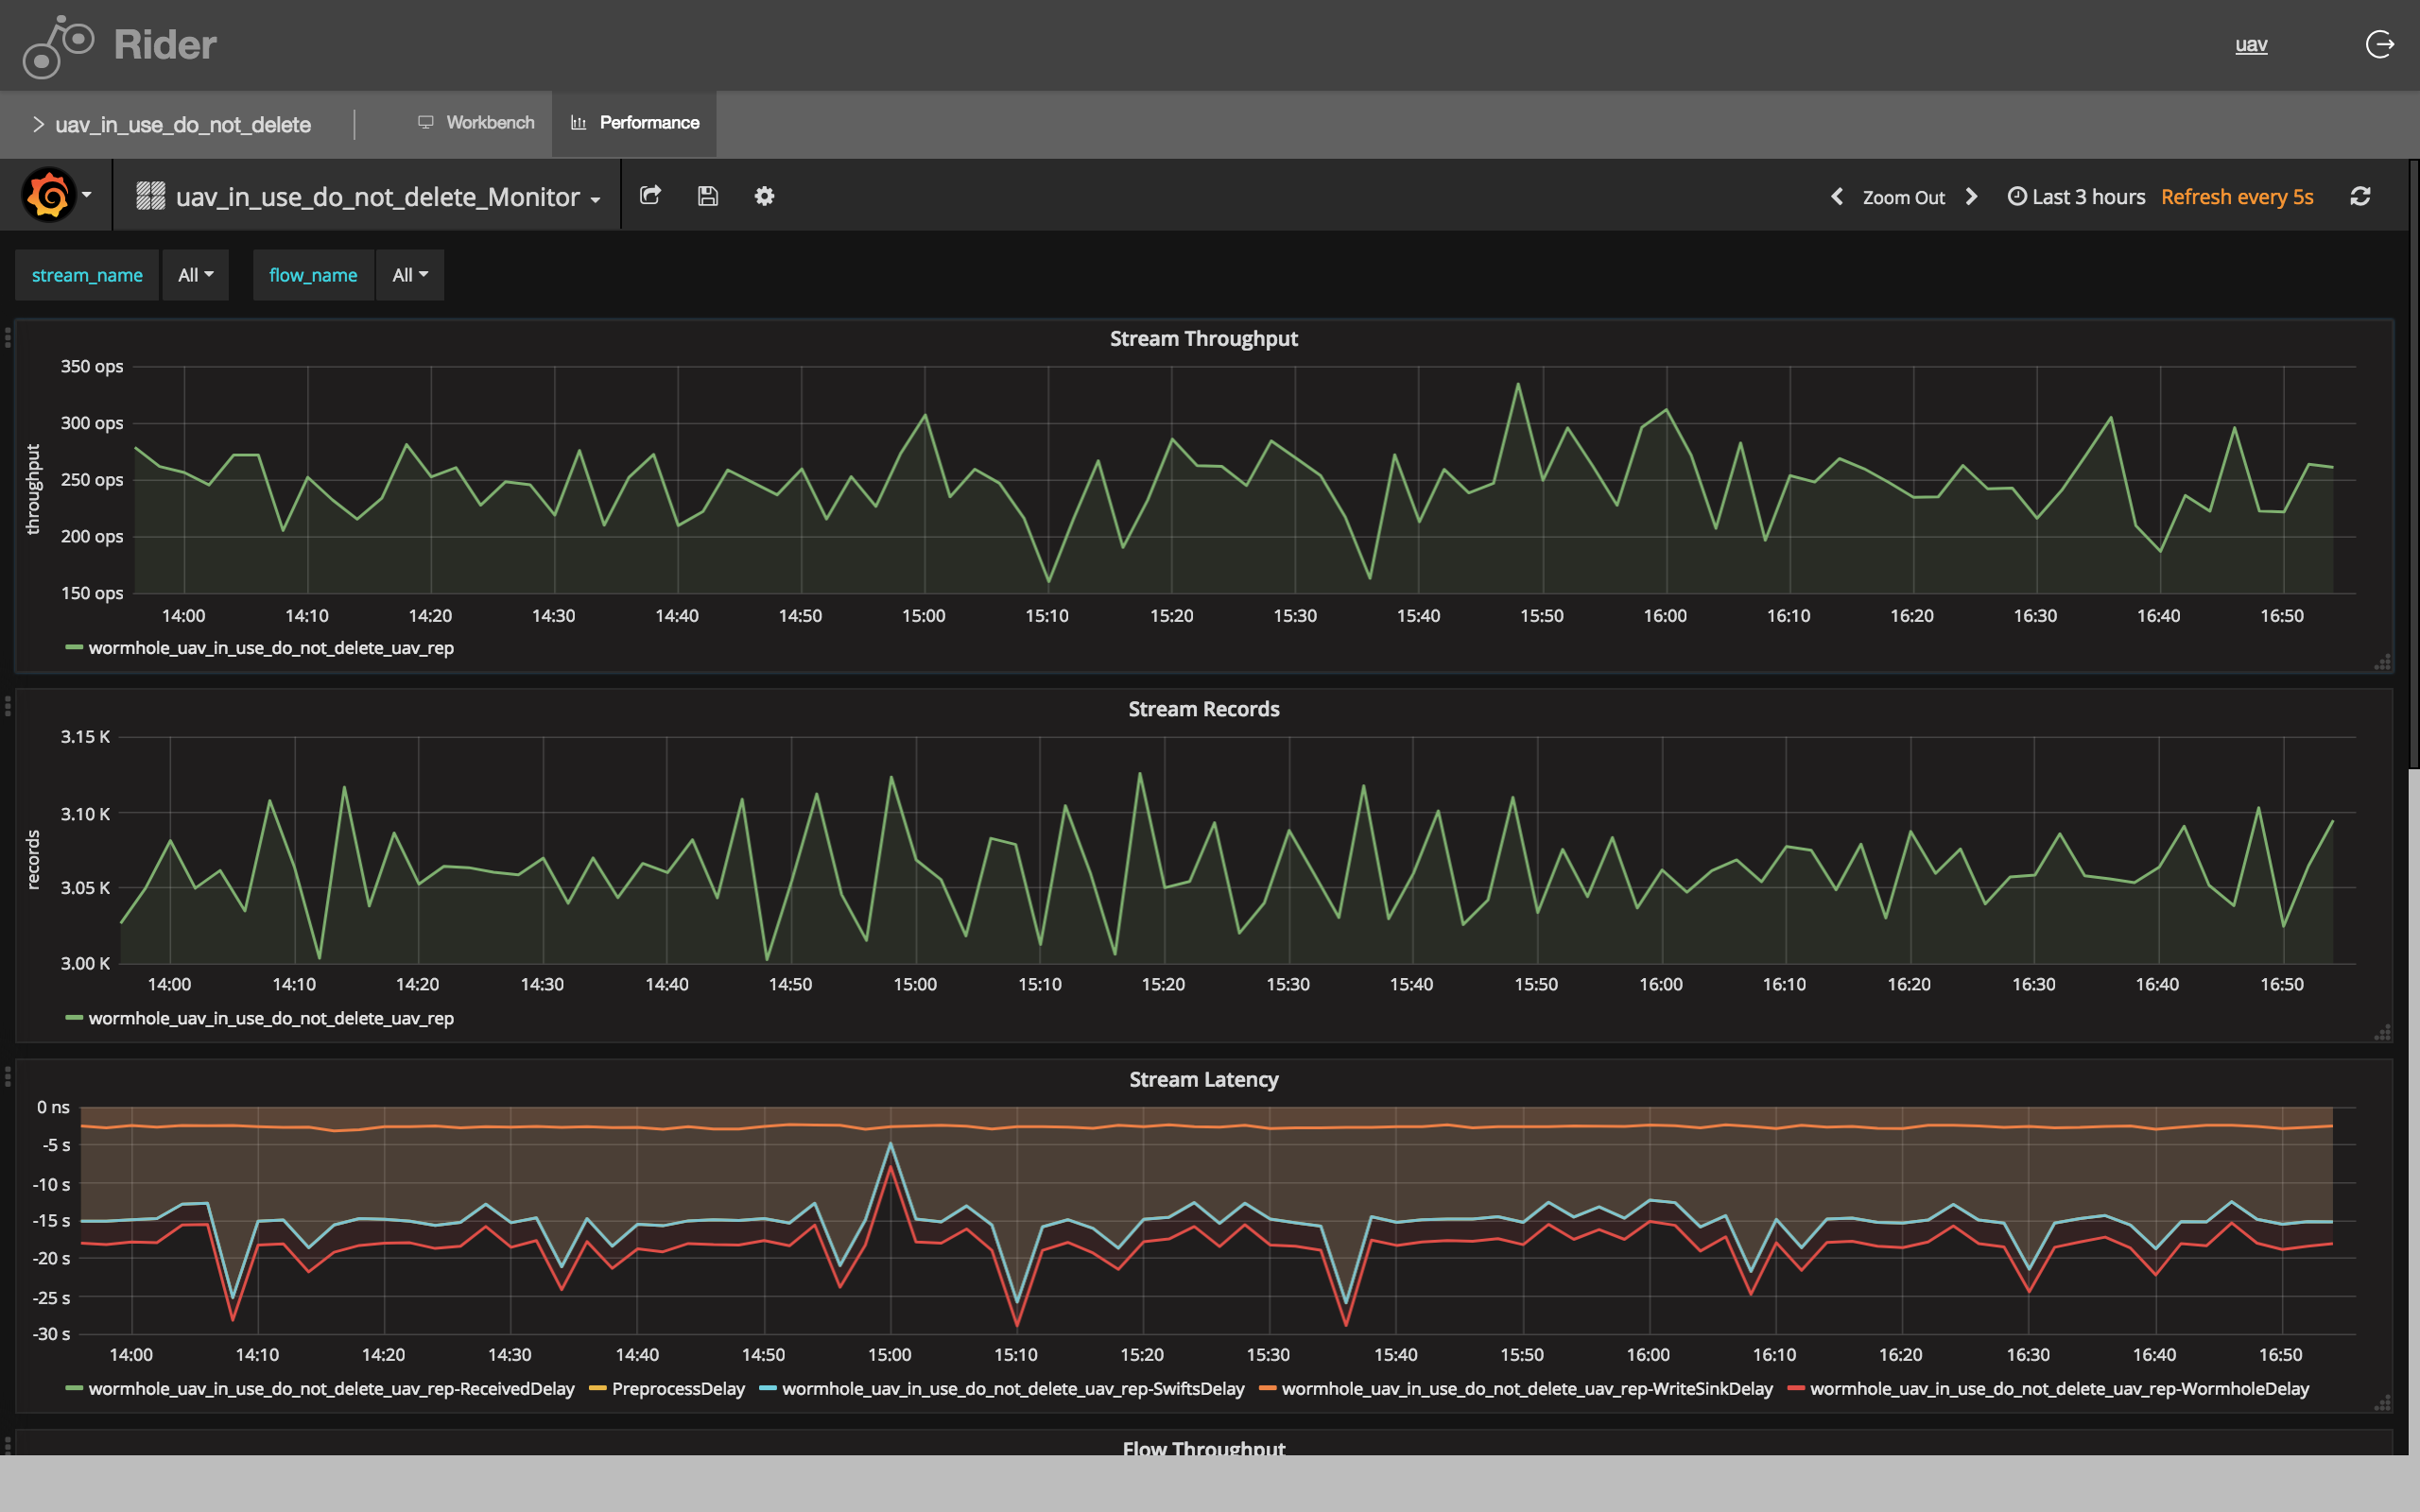 Rider
uav
uav_in_use_do_not_delete
Workbench
Performance
uav_in_use_do_not_delete_Monitor
Zoom Out
Last 3 hours
Refresh every 5s
stream_name
All
flow_name
All
Stream Throughput
throughput
350 ops
300 ops
250 ops
200 ops
150 ops
14:00 14:10 14:20 14:30 14:40 14:50 15:00 15:10 15:20 15:30 15:40 15:50 16:00 16:10 16:20 16:30 16:40 16:50
wormhole_uav_in_use_do_not_delete_uav_rep
Stream Records
records
3.15 K
3.10 K
3.05 K
3.00 K
14:00 14:10 14:20 14:30 14:40 14:50 15:00 15:10 15:20 15:30 15:40 15:50 16:00 16:10 16:20 16:30 16:40 16:50
wormhole_uav_in_use_do_not_delete_uav_rep
Stream Latency
0 ns
-5 s
-10 s
-15 s
-20 s
-25 s
-30 s
14:00 14:10 14:20 14:30 14:40 14:50 15:00 15:10 15:20 15:30 15:40 15:50 16:00 16:10 16:20 16:30 16:40 16:50
wormhole_uav_in_use_do_not_delete_uav_rep-ReceivedDelay PreprocessDelay wormhole_uav_in_use_do_not_delete_uav_rep-SwiftsDelay wormhole_uav_in_use_do_not_delete_uav_rep-WriteSinkDelay wormhole_uav_in_use_do_not_delete_uav_rep-WormholeDelay
Flow Throughput